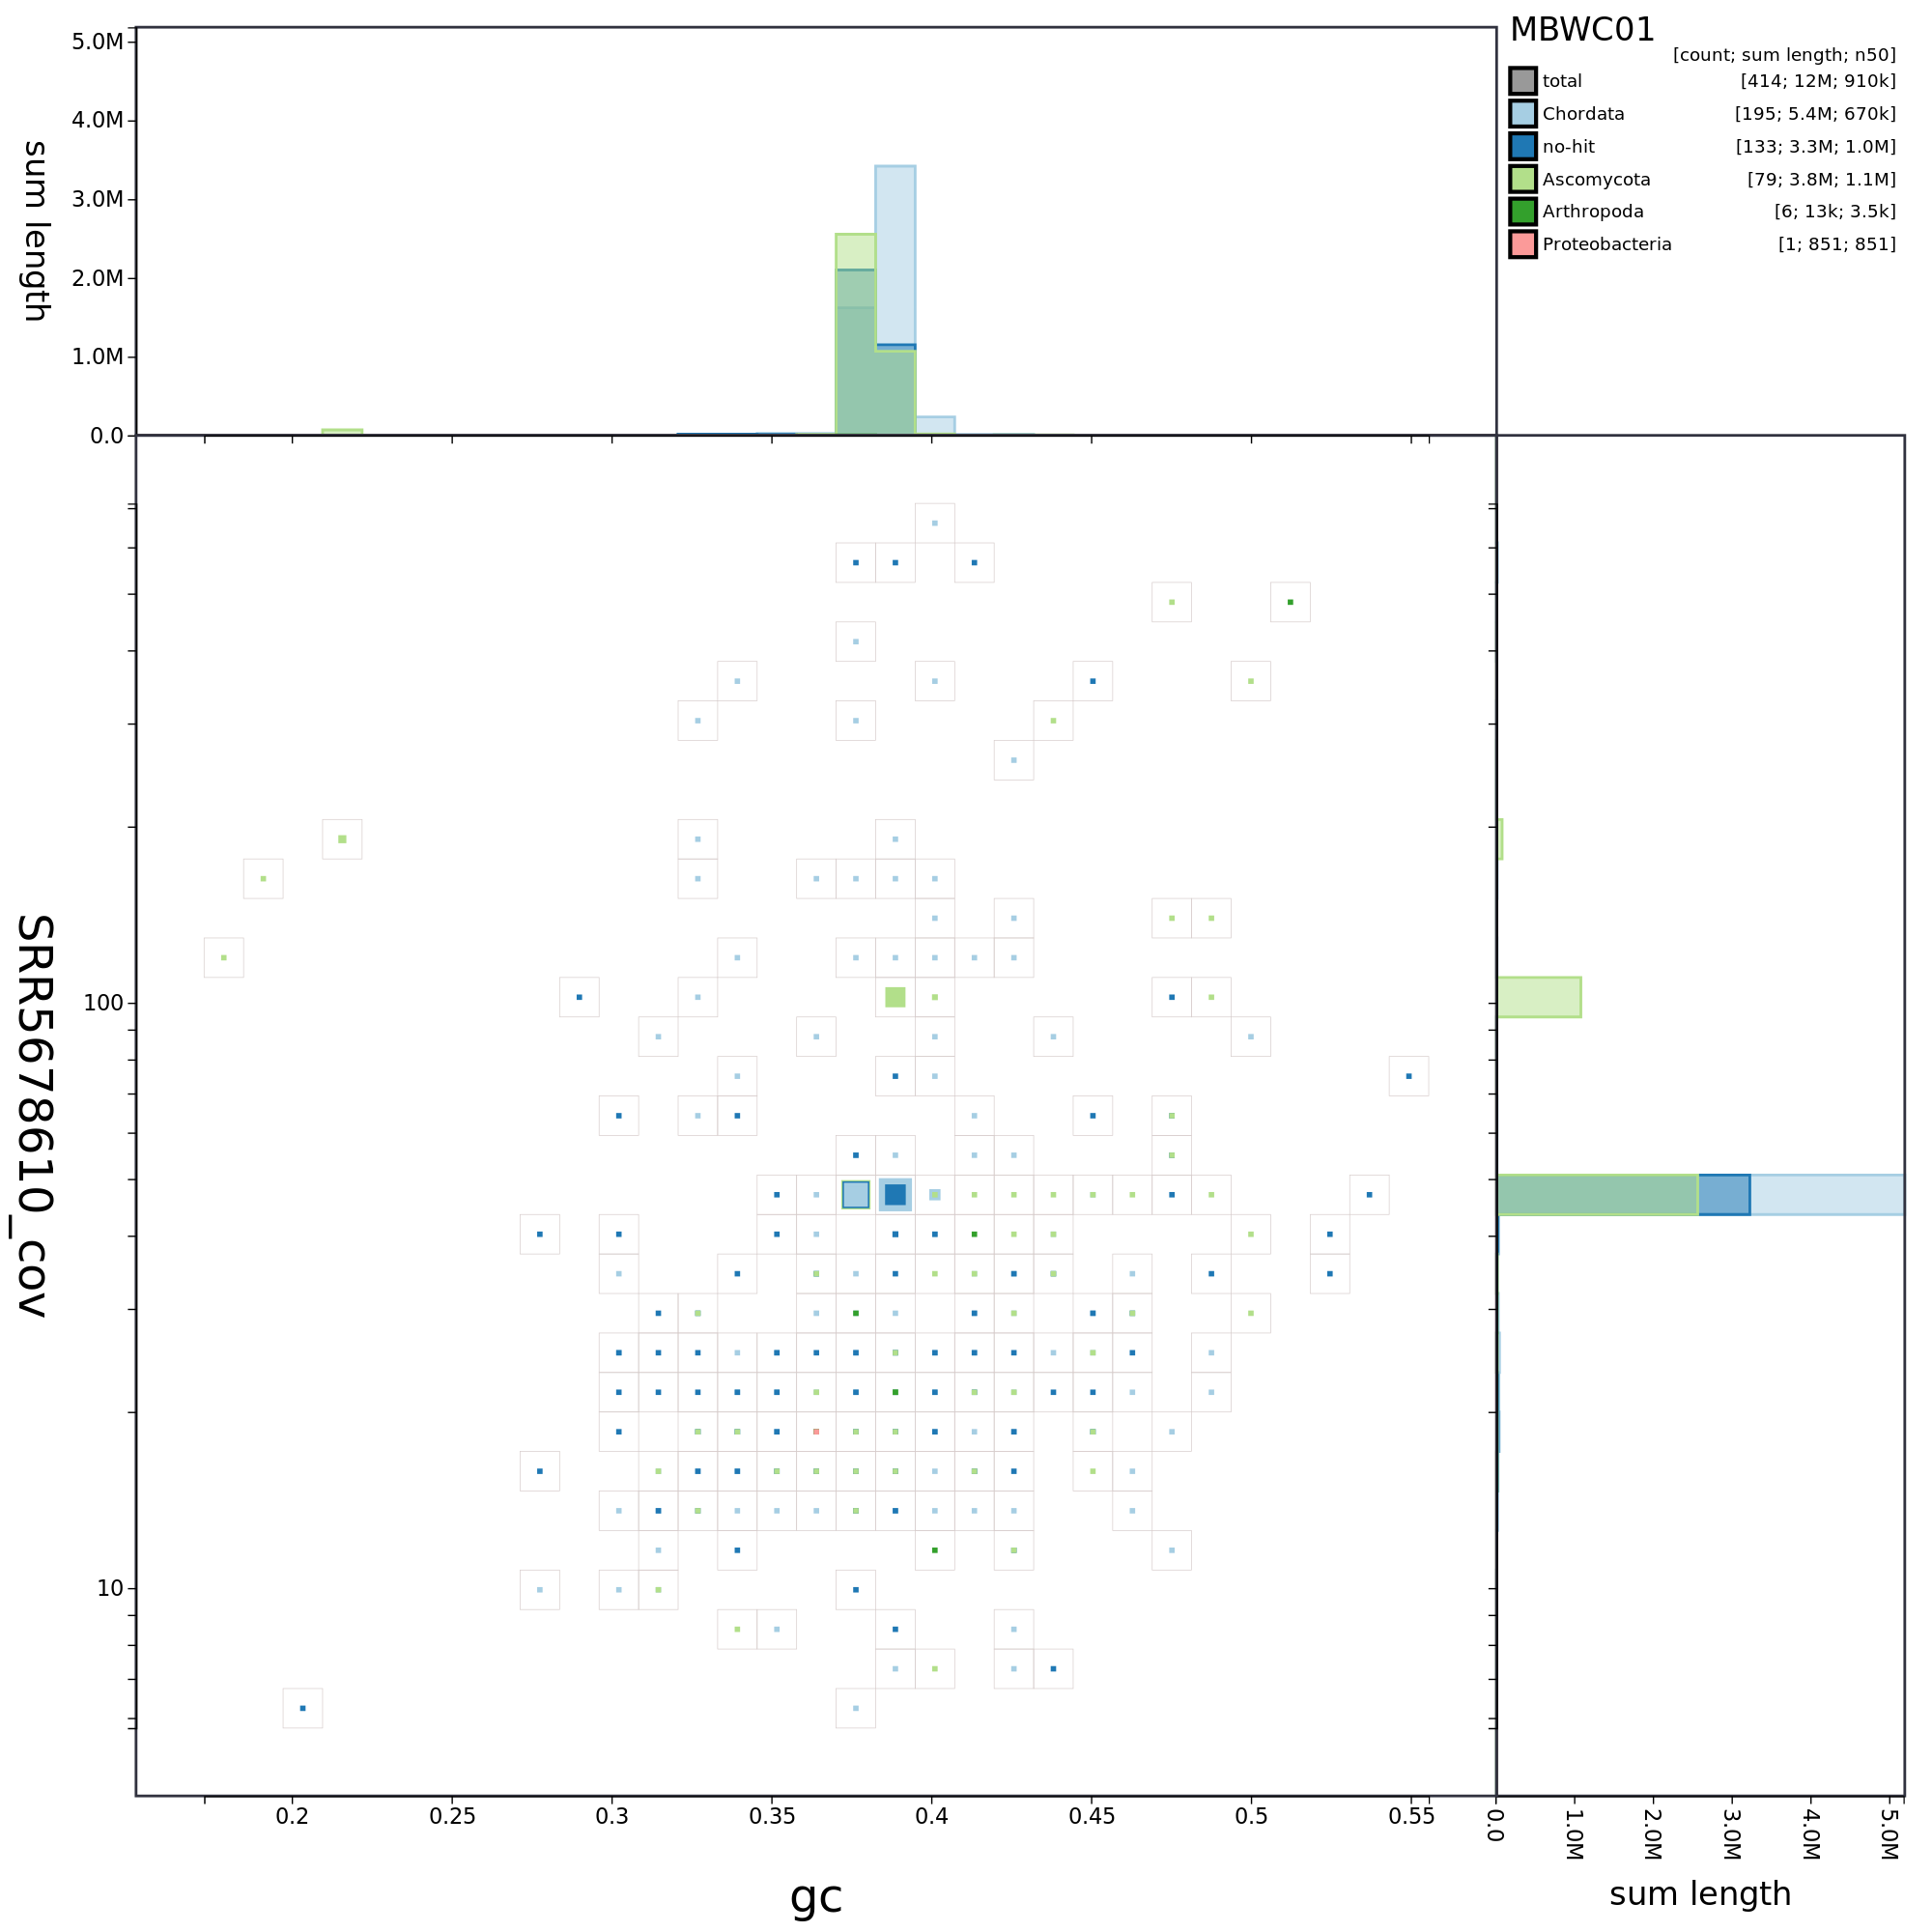 MBWC01
[count; sum length; n50]
total [414; 12M; 910k]
Chordata [195; 5.4M; 670k]
no-hit [133; 3.3M; 1.0M]
Ascomycota [79; 3.8M; 1.1M]
Arthropoda [6; 13k; 3.5k]
Proteobacteria [1; 851; 851]
sum length
5.0M
4.0M
3.0M
2.0M
1.0M
0.0
SRR5678610_cov
100
10
0.2 0.25 0.3 0.35 0.4 0.45 0.5 0.55
gc
0.0 1.0M 2.0M 3.0M 4.0M 5.0M
sum length